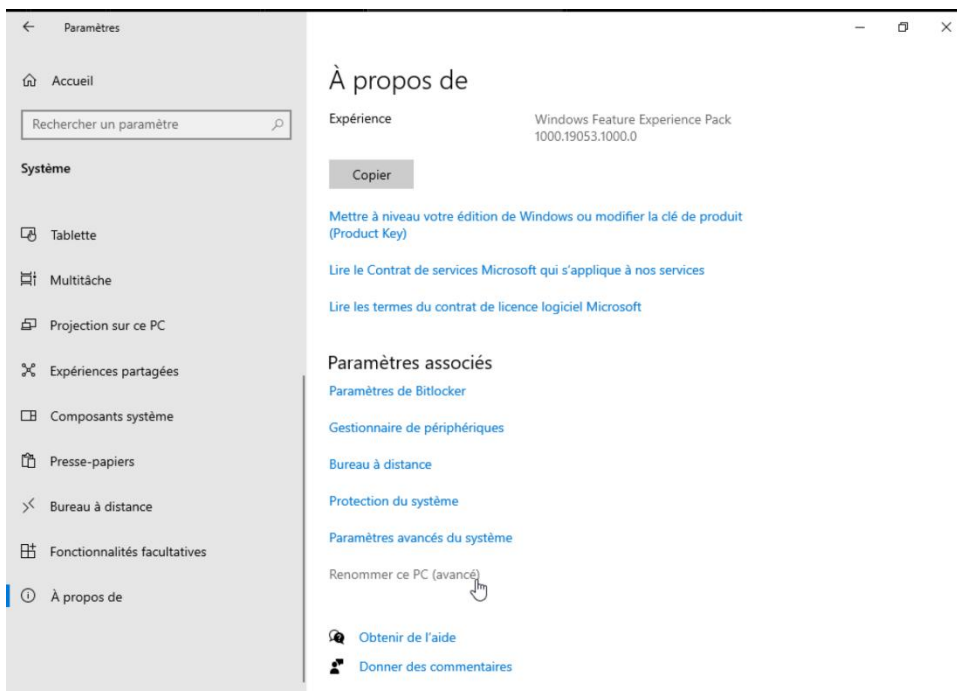 Paramètres
Accueil
Rechercher un paramètre
Système
Tablette
Multitâche
Projection sur ce PC
Expériences partagées
Composants système
Presse-papiers
Bureau à distance
Fonctionnalités facultatives
À propos de
À propos de
Expérience
Windows Feature Experience Pack
1000.19053.1000.0
Copier
Mettre à niveau votre édition de Windows ou modifier la clé de produit
(Product Key)
Lire le Contrat de services Microsoft qui s'applique à nos services
Lire les termes du contrat de licence logiciel Microsoft
Paramètres associés
Paramètres de Bitlocker
Gestionnaire de périphériques
Bureau à distance
Protection du système
Paramètres avancés du système
Renommer ce PC (avancé)
Obtenir de l'aide
Donner des commentaires